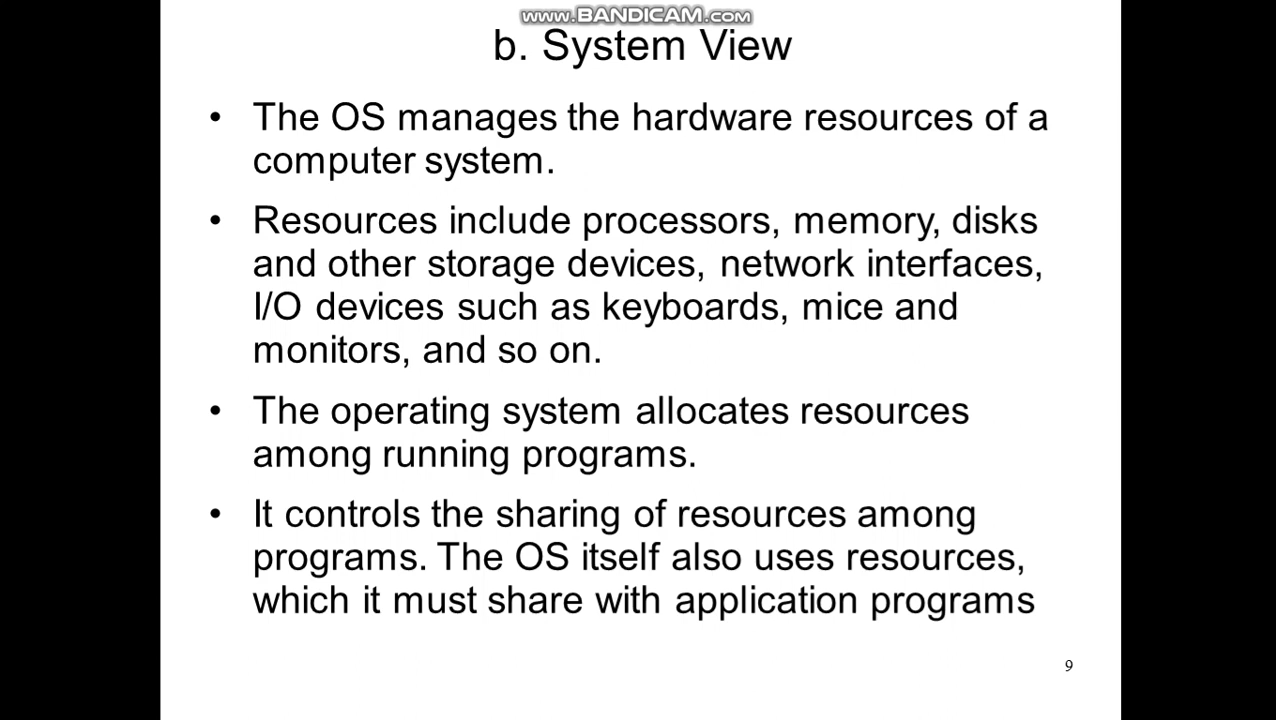 www.BANDICAM.com
b. System View
• The OS manages the hardware resources of a
computer system.
• Resources include processors, memory, disks
and other storage devices, network interfaces,
I/O devices such as keyboards, mice and
monitors, and so on.
• The operating system allocates resources
among running programs.
• It controls the sharing of resources among
programs. The OS itself also uses resources,
which it must share with application programs
9